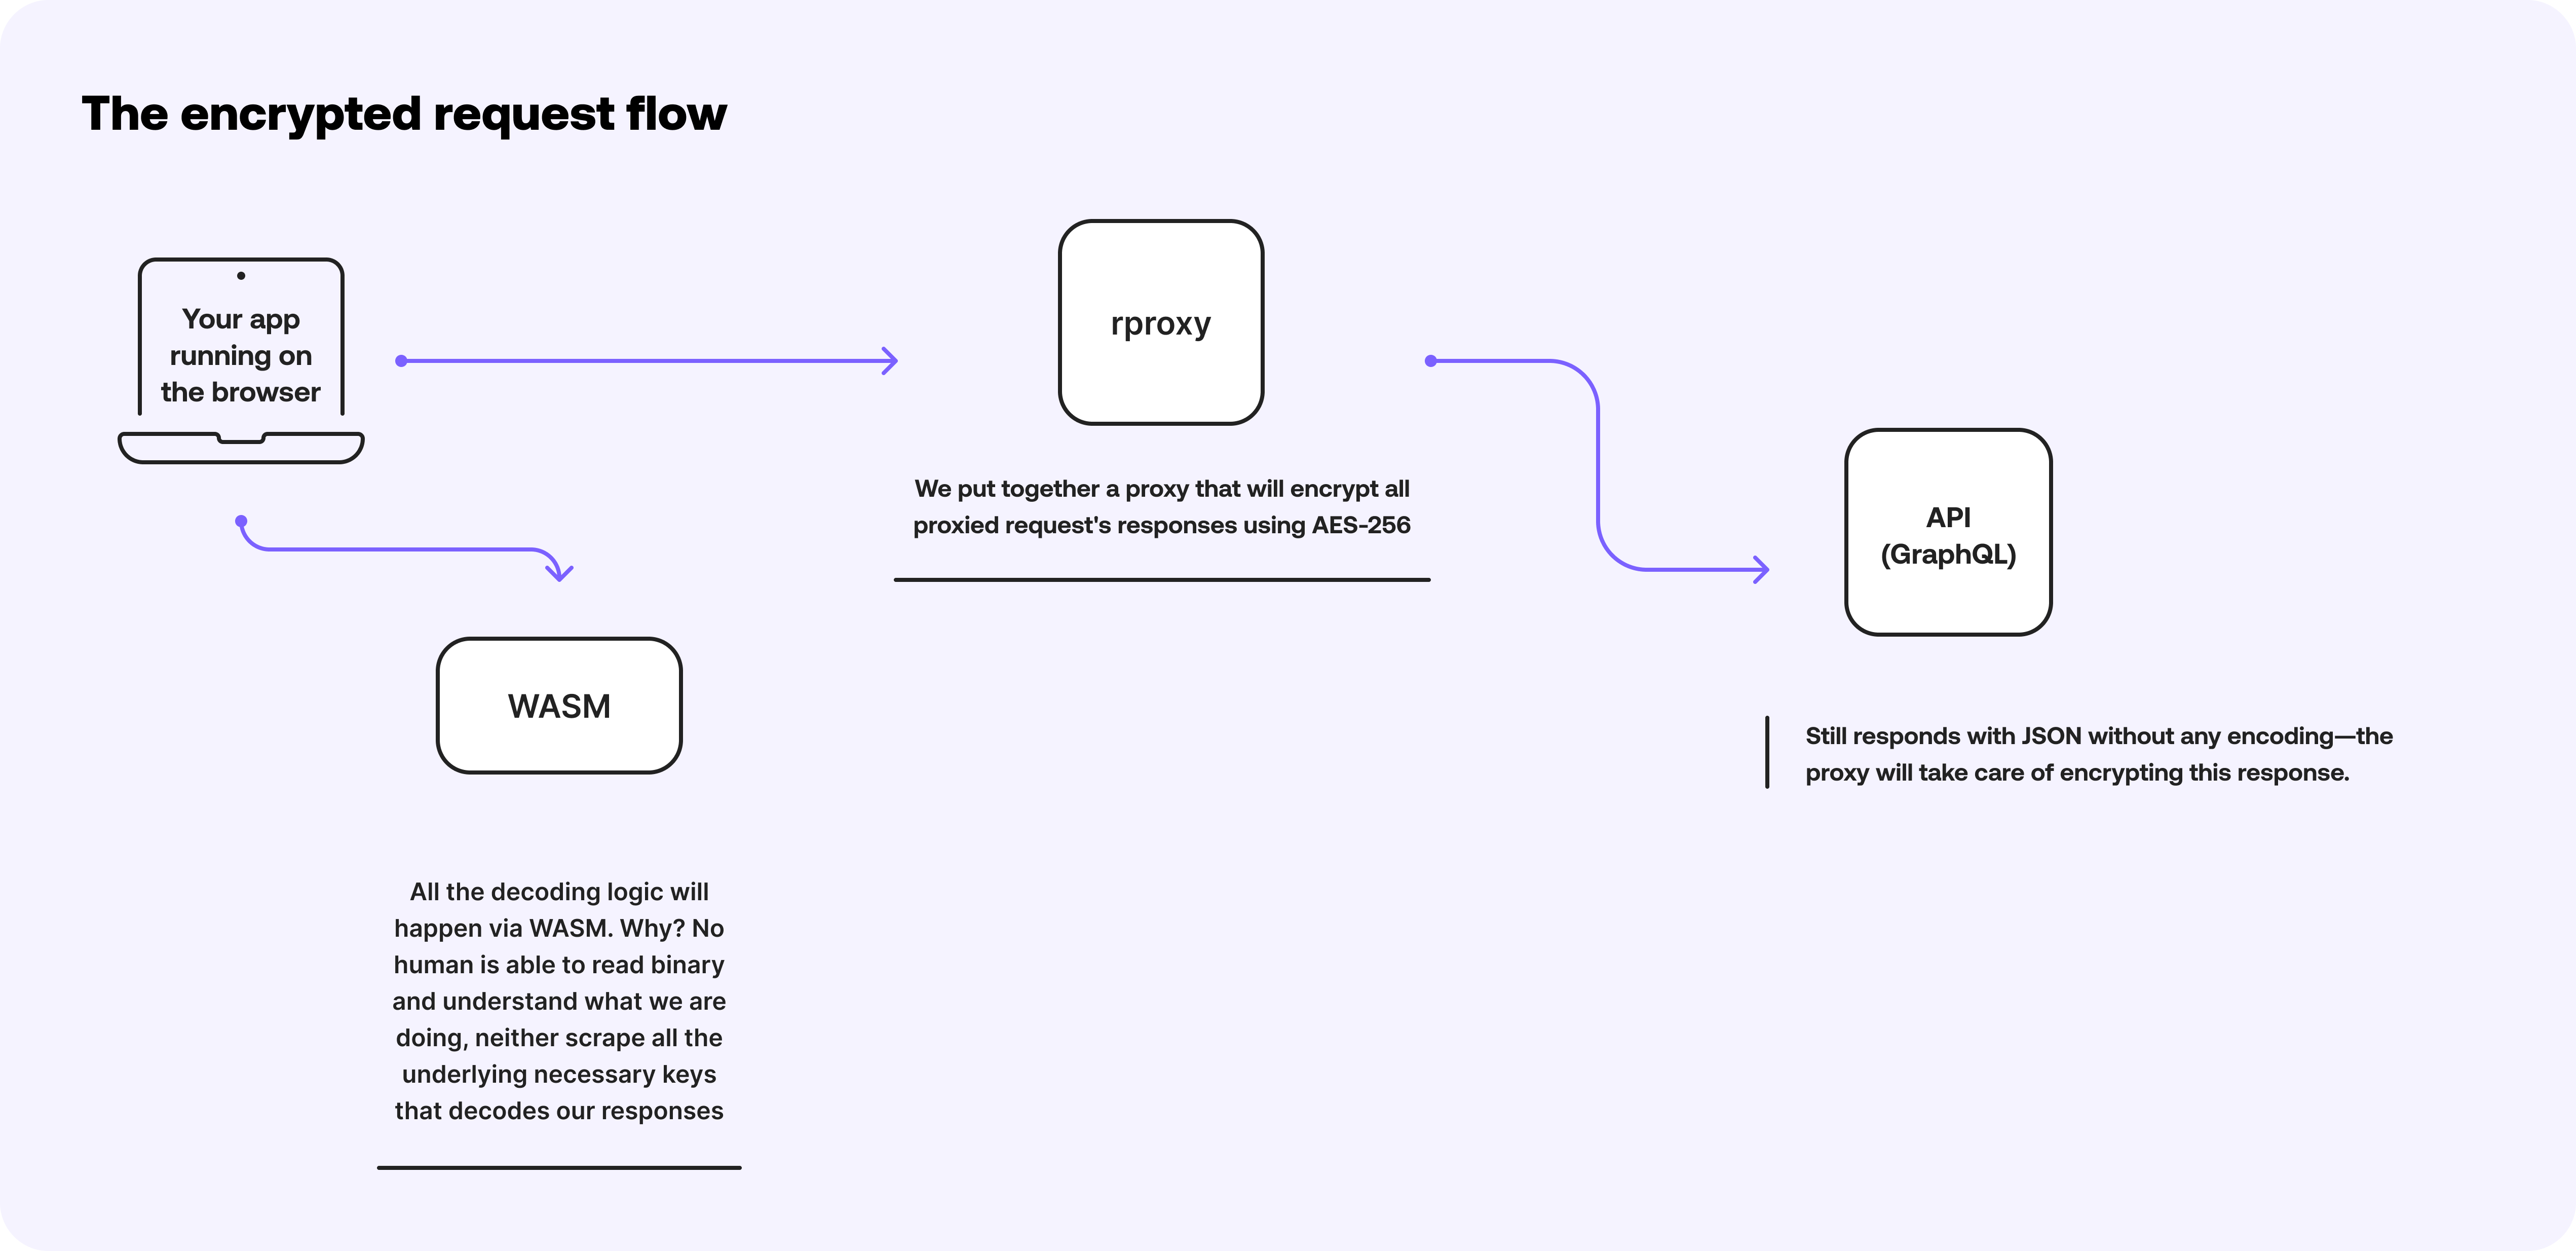 The encrypted request flow
Your app
running on
the browser
rproxy
We put together a proxy that will encrypt all
proxied request's responses using AES-256
API
(GraphQL)
Still responds with JSON without any encoding—the
proxy will take care of encrypting this response.
WASM
All the decoding logic will
happen via WASM. Why? No
human is able to read binary
and understand what we are
doing, neither scrape all the
underlying necessary keys
that decodes our responses